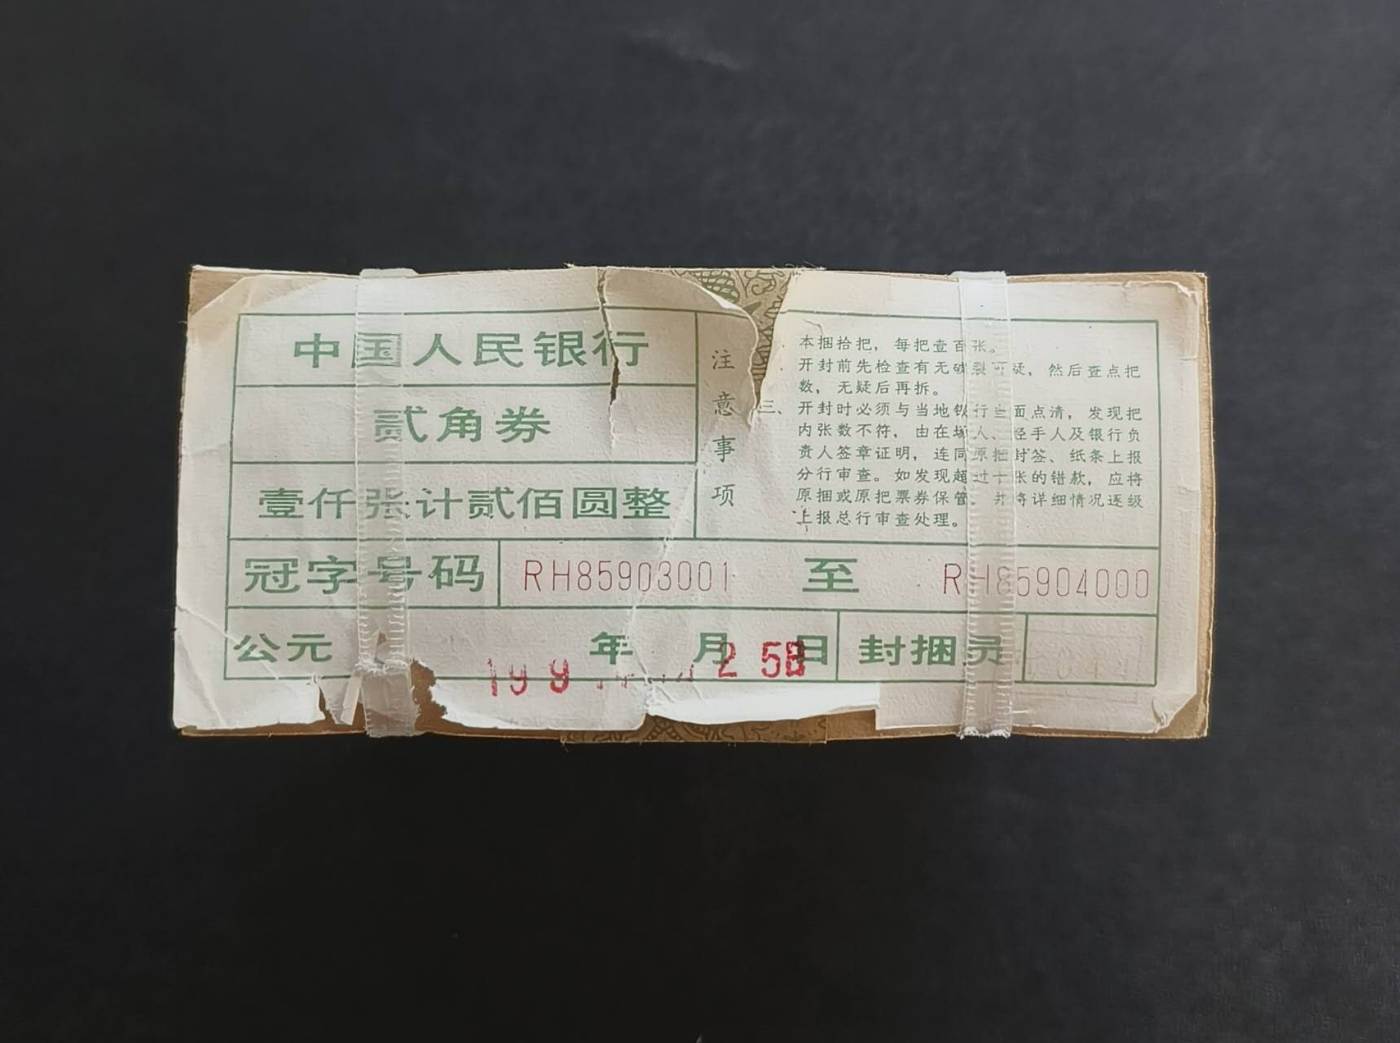 中国人民银行
贰角券
壹仟张计贰佰圆整
注意事项
本捆拾把，每把壹百张。
开封前先检查有无破裂可疑，然后查点把
数，无疑后再拆。
三、开封时必须与当地银行当面点清，发现把
内张数不符，由在场人、经手人及银行负
责人签章证明，连同原捆封签、纸条上报
分行审查。如发现超过十张的错款，应将
原捆或原把票券保管，并将详细情况逐级
上报总行审查处理。
冠字号码 RH85903001 至 RH85904000
公元 年 月 日 封捆员
199
25日